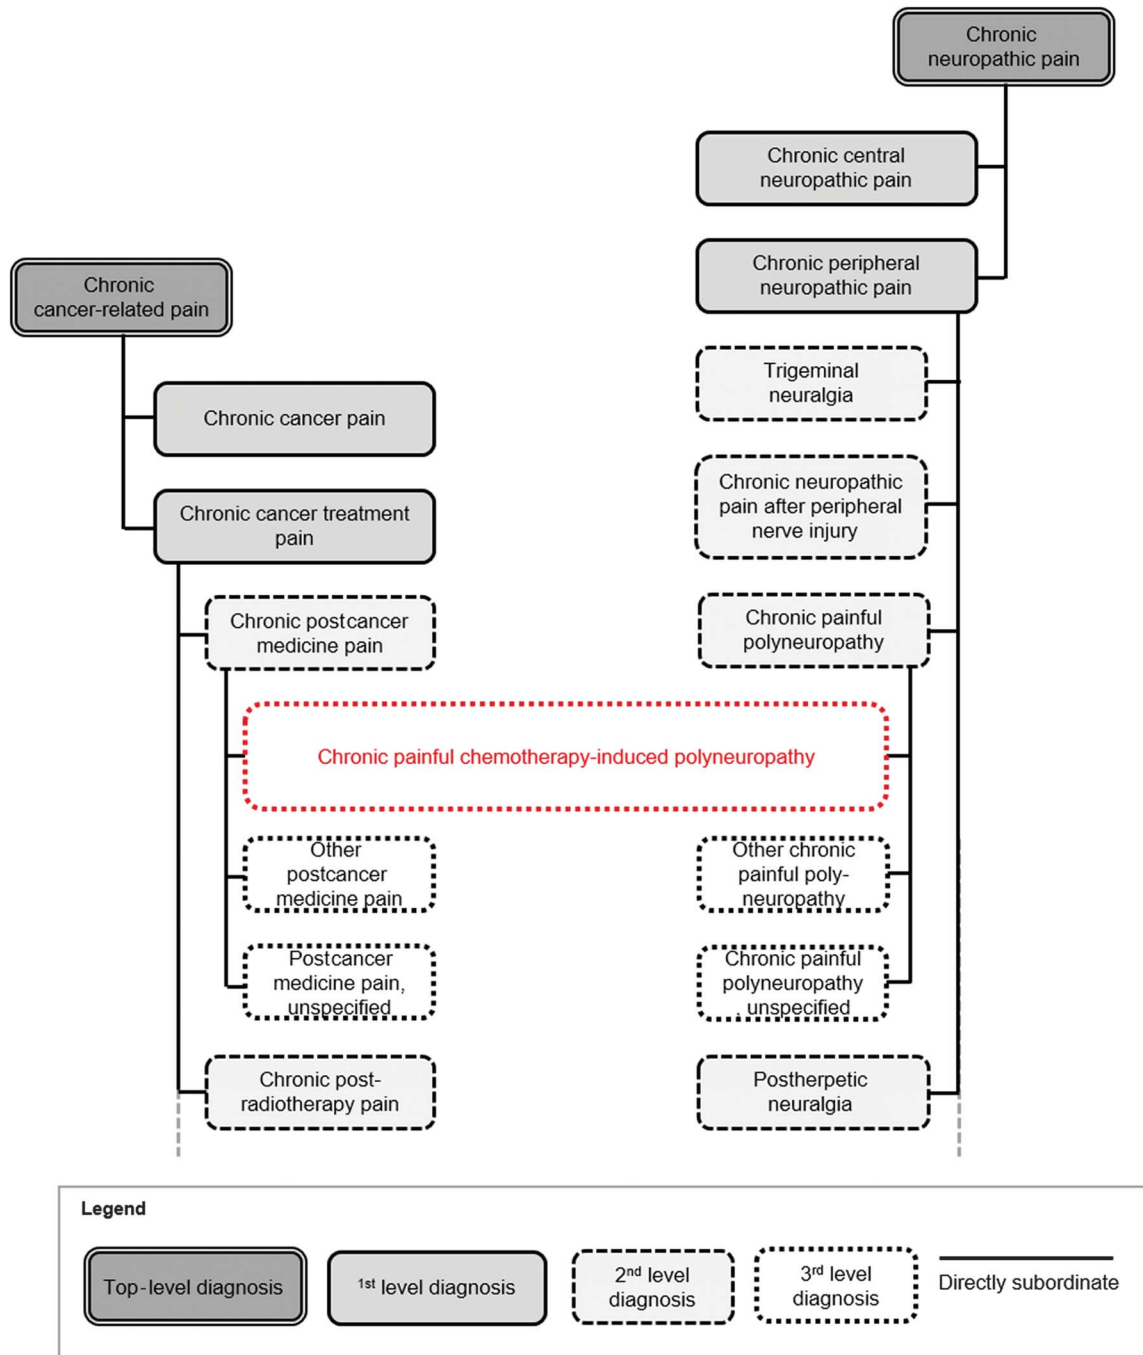 Chronic
neuropathic pain
Chronic central
neuropathic pain
Chronic peripheral
neuropathic pain
Chronic
cancer-related pain
Trigeminal
neuralgia
Chronic cancer pain
Chronic neuropathic
pain after peripheral
nerve injury
Chronic cancer treatment
pain
Chronic postcancer
medicine pain
Chronic painful
polyneuropathy
Chronic painful chemotherapy-induced polyneuropathy
Other
postcancer
medicine pain
Other chronic
painful poly-
neuropathy
Postcancer
medicine pain,
unspecified
Chronic painful
polyneuropathy
, unspecified
Chronic post-
radiotherapy pain
Postherpetic
neuralgia
Legend
Top-level diagnosis
1st level diagnosis
2nd level
diagnosis
3rd level
diagnosis
Directly subordinate